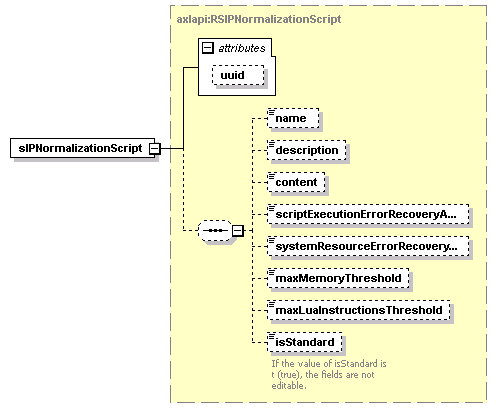 axlapi:RSIPNormalizationScript
attributes
uuid
sIPNormalizationScript
name
description
content
scriptExecutionErrorRecoveryA...
systemResourceErrorRecovery...
maxMemoryThreshold
maxLuaInstructionsThreshold
isStandard
If the value of isStandard is
t (true), the fields are not
editable.